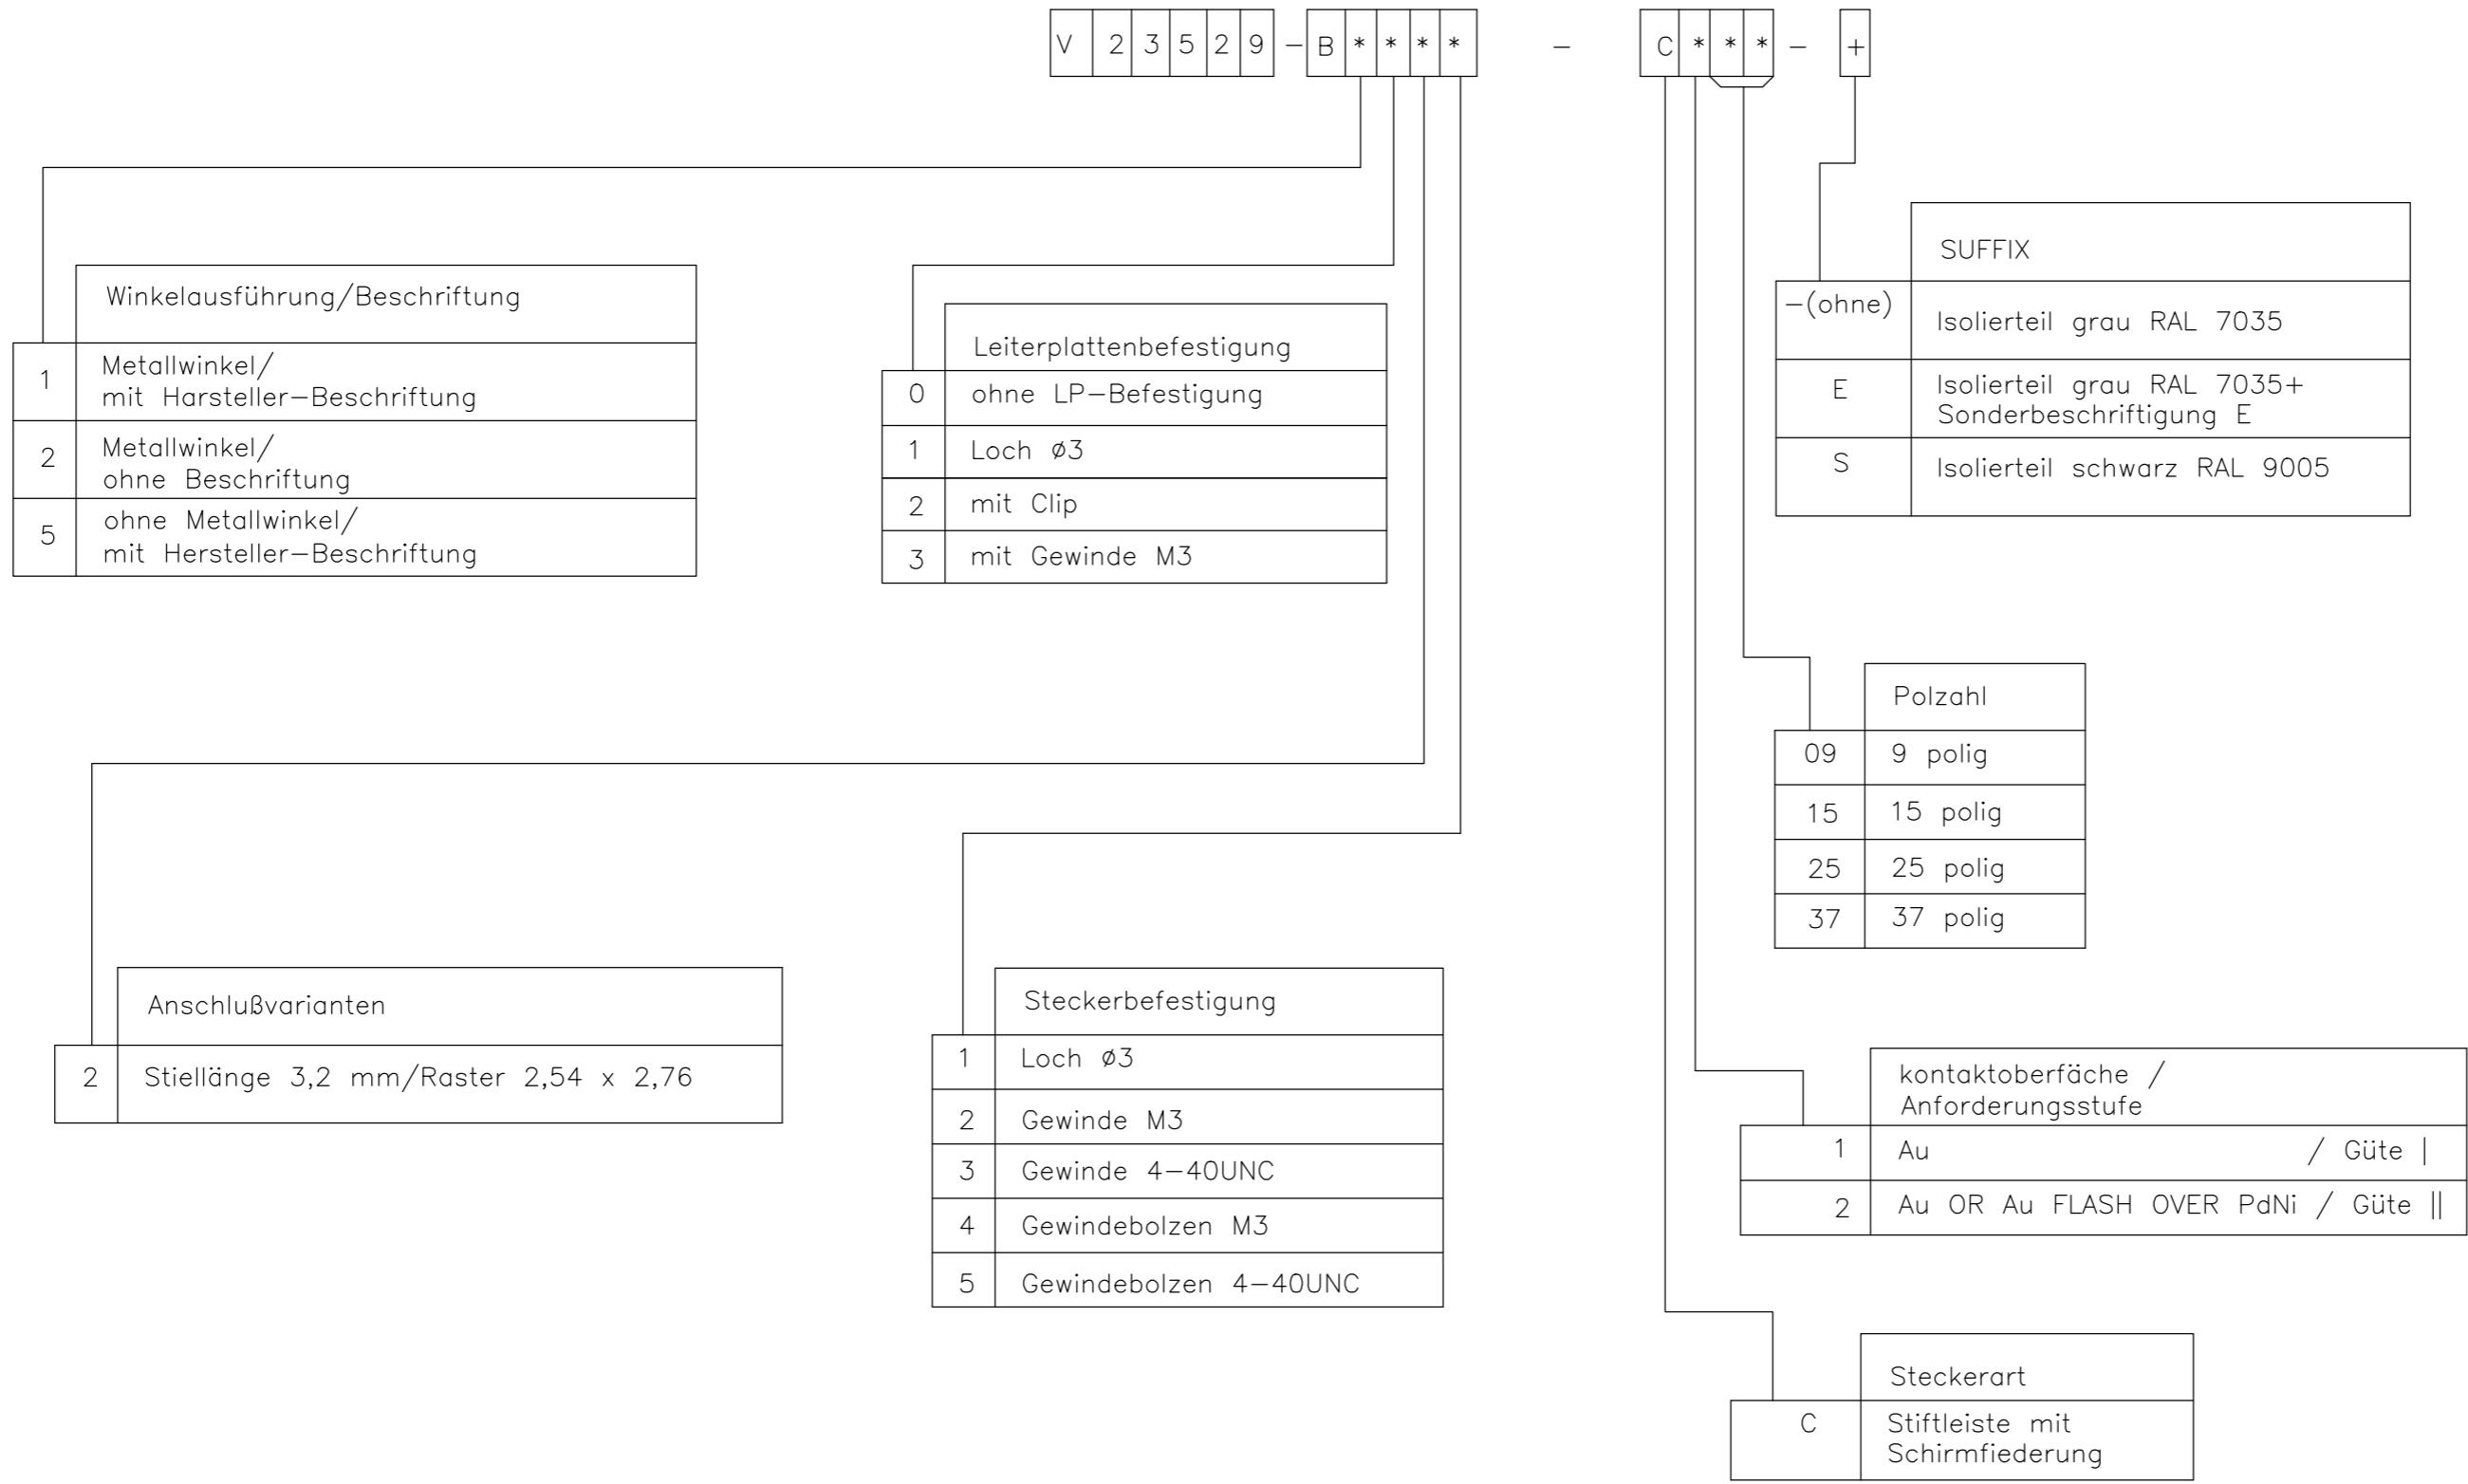 V 2 3 5 2 9 - B * * * * - C * * * - +
Winkelausführung/Beschriftung
1 Metallwinkel/
mit Harsteller-Beschriftung
2 Metallwinkel/
ohne Beschriftung
5 ohne Metallwinkel/
mit Hersteller-Beschriftung
Leiterplattenbefestigung
0 ohne LP-Befestigung
1 Loch ø3
2 mit Clip
3 mit Gewinde M3
SUFFIX
-(ohne) Isolierteil grau RAL 7035
E Isolierteil grau RAL 7035+
Sonderbeschriftigung E
S Isolierteil schwarz RAL 9005
Polzahl
09 9 polig
15 15 polig
25 25 polig
37 37 polig
Anschlußvarianten
2 Stiellänge 3,2 mm/Raster 2,54 x 2,76
Steckerbefestigung
1 Loch ø3
2 Gewinde M3
3 Gewinde 4-40UNC
4 Gewindebolzen M3
5 Gewindebolzen 4-40UNC
kontaktoberfäche /
Anforderungsstufe
1 Au / Güte |
2 Au OR Au FLASH OVER PdNi / Güte ||
Steckerart
C Stiftleiste mit
Schirmfiederung